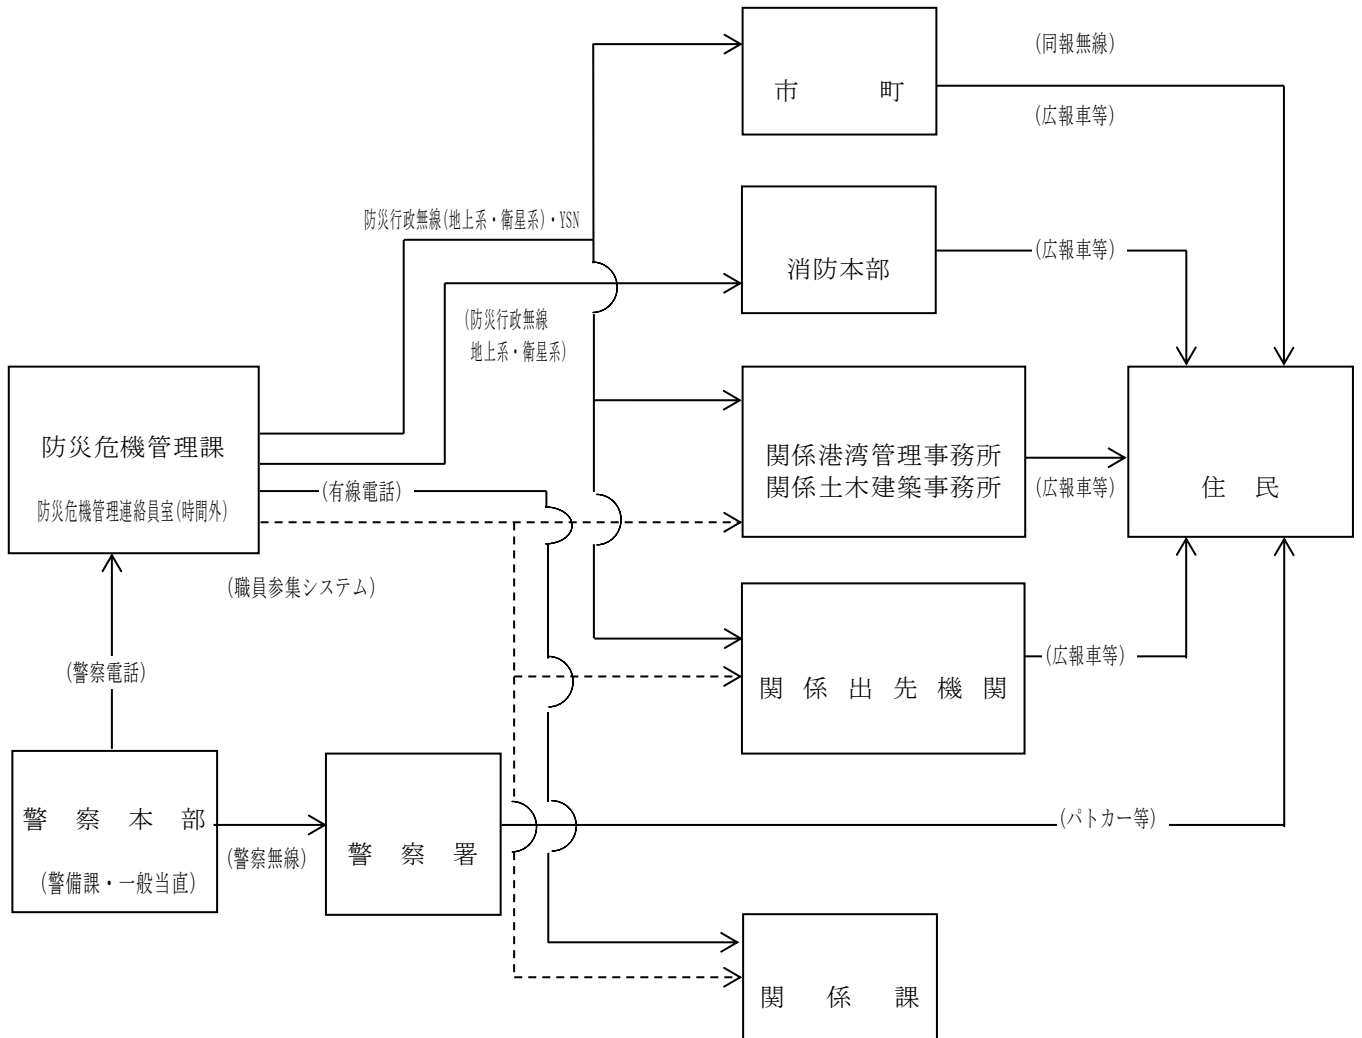 (同報無線)
市 町
(広報車等)
防災行政無線(地上系・衛星系)・YSN
消防本部
(広報車等)
(防災行政無線
地上系・衛星系)
防災危機管理課
防災危機管理連絡員室(時間外)
(有線電話)
関係港湾管理事務所
関係土木建築事務所
(広報車等)
住 民
(職員参集システム)
(警察電話)
関 係 出 先 機 関
(広報車等)
警 察 本 部
(警備課・一般当直)
(警察無線)
警 察 署
(パトカー等)
関 係 課